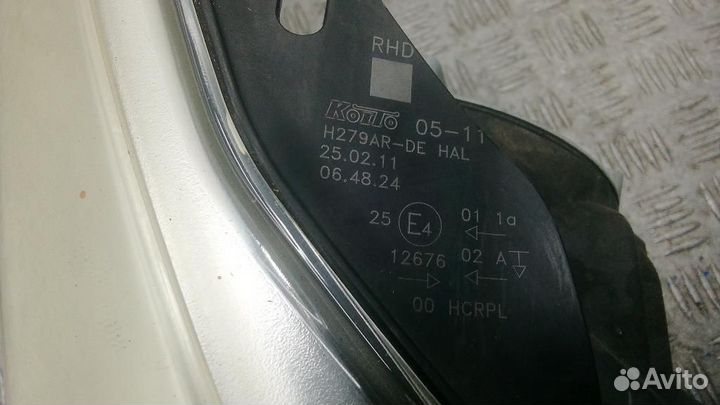 RHD
KOITO 05-11
H279AR-DE HAL
25.02.11
06.48.24
25 E4 01 1a
12676 02 A
00 HCRPL
Avito